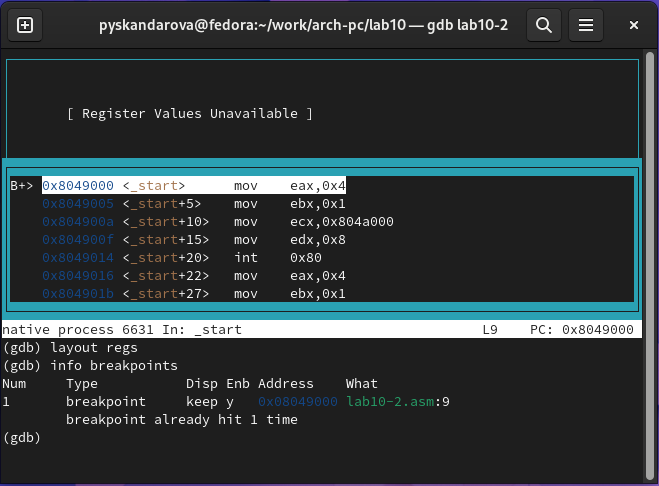 pyskandarova@fedora:~/work/arch-pc/lab10 — gdb lab10-2
[ Register Values Unavailable ]
B+> 0x8049000 <_start> mov eax,0x4
0x8049005 <_start+5> mov ebx,0x1
0x804900a <_start+10> mov ecx,0x804a000
0x804900f <_start+15> mov edx,0x8
0x8049014 <_start+20> int 0x80
0x8049016 <_start+22> mov eax,0x4
0x804901b <_start+27> mov ebx,0x1
native process 6631 In: _start L9 PC: 0x8049000
(gdb) layout regs
(gdb) info breakpoints
Num Type Disp Enb Address What
1 breakpoint keep y 0x08049000 lab10-2.asm:9
breakpoint already hit 1 time
(gdb)